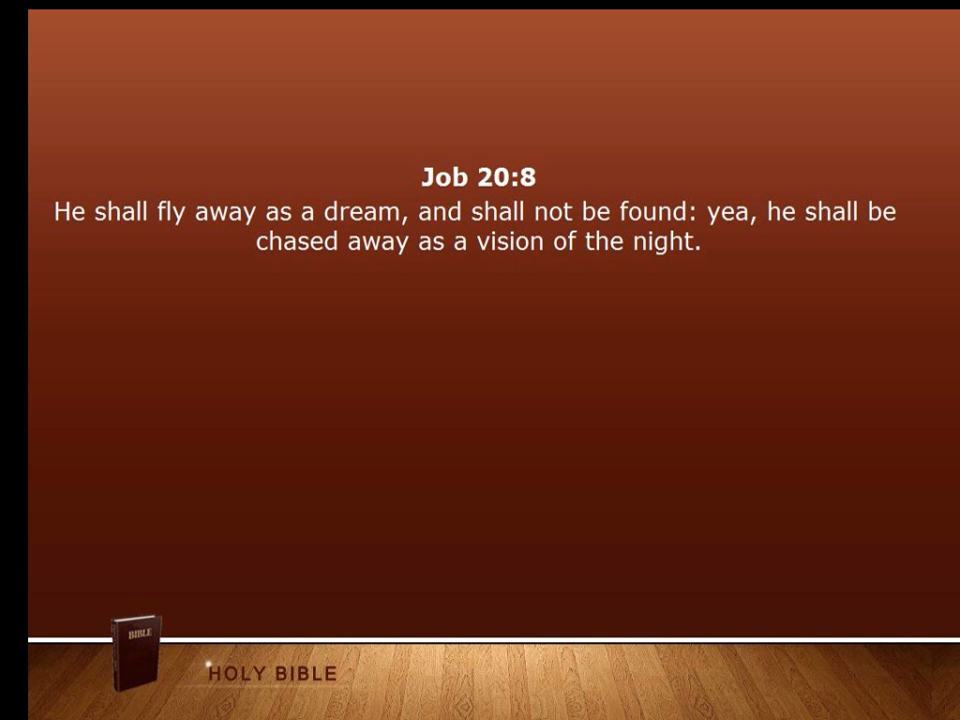 Job 20:8
He shall fly away as a dream, and shall not be found: yea, he shall be
chased away as a vision of the night.
BIBLE
HOLY BIBLE